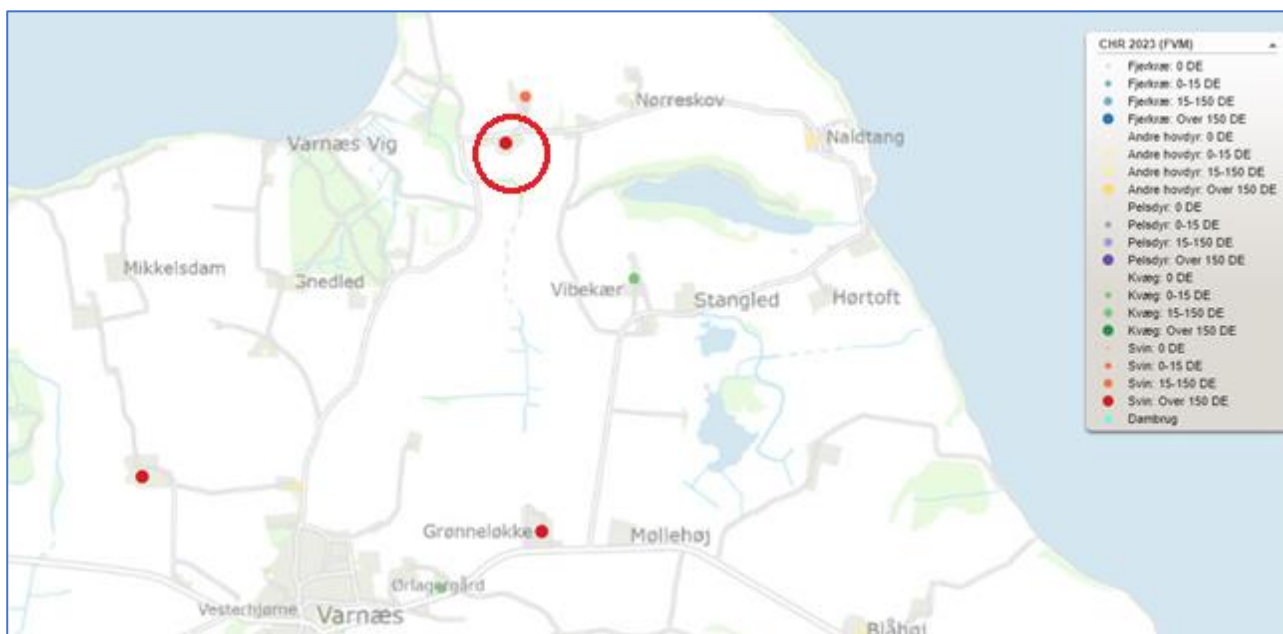 Nørreskov
Varnæs Vig
Naldtang
Mikkelsdam
Snedled
Vibekær
Stangled
Hørtoft
Grønneløkke
Møllehøj
Ørlagergård
Vesterhjørne
Varnæs
Blåhøj
CHR 2023 (FVM)
Fjerkræ: 0 DE
Fjerkræ: 0-15 DE
Fjerkræ: 15-150 DE
Fjerkræ: Over 150 DE
Andre hovdyr: 0 DE
Andre hovdyr: 0-15 DE
Andre hovdyr: 15-150 DE
Andre hovdyr: Over 150 DE
Pelsdyr: 0 DE
Pelsdyr: 0-15 DE
Pelsdyr: 15-150 DE
Pelsdyr: Over 150 DE
Kvæg: 0 DE
Kvæg: 0-15 DE
Kvæg: 15-150 DE
Kvæg: Over 150 DE
Svin: 0 DE
Svin: 0-15 DE
Svin: 15-150 DE
Svin: Over 150 DE
Dambrug